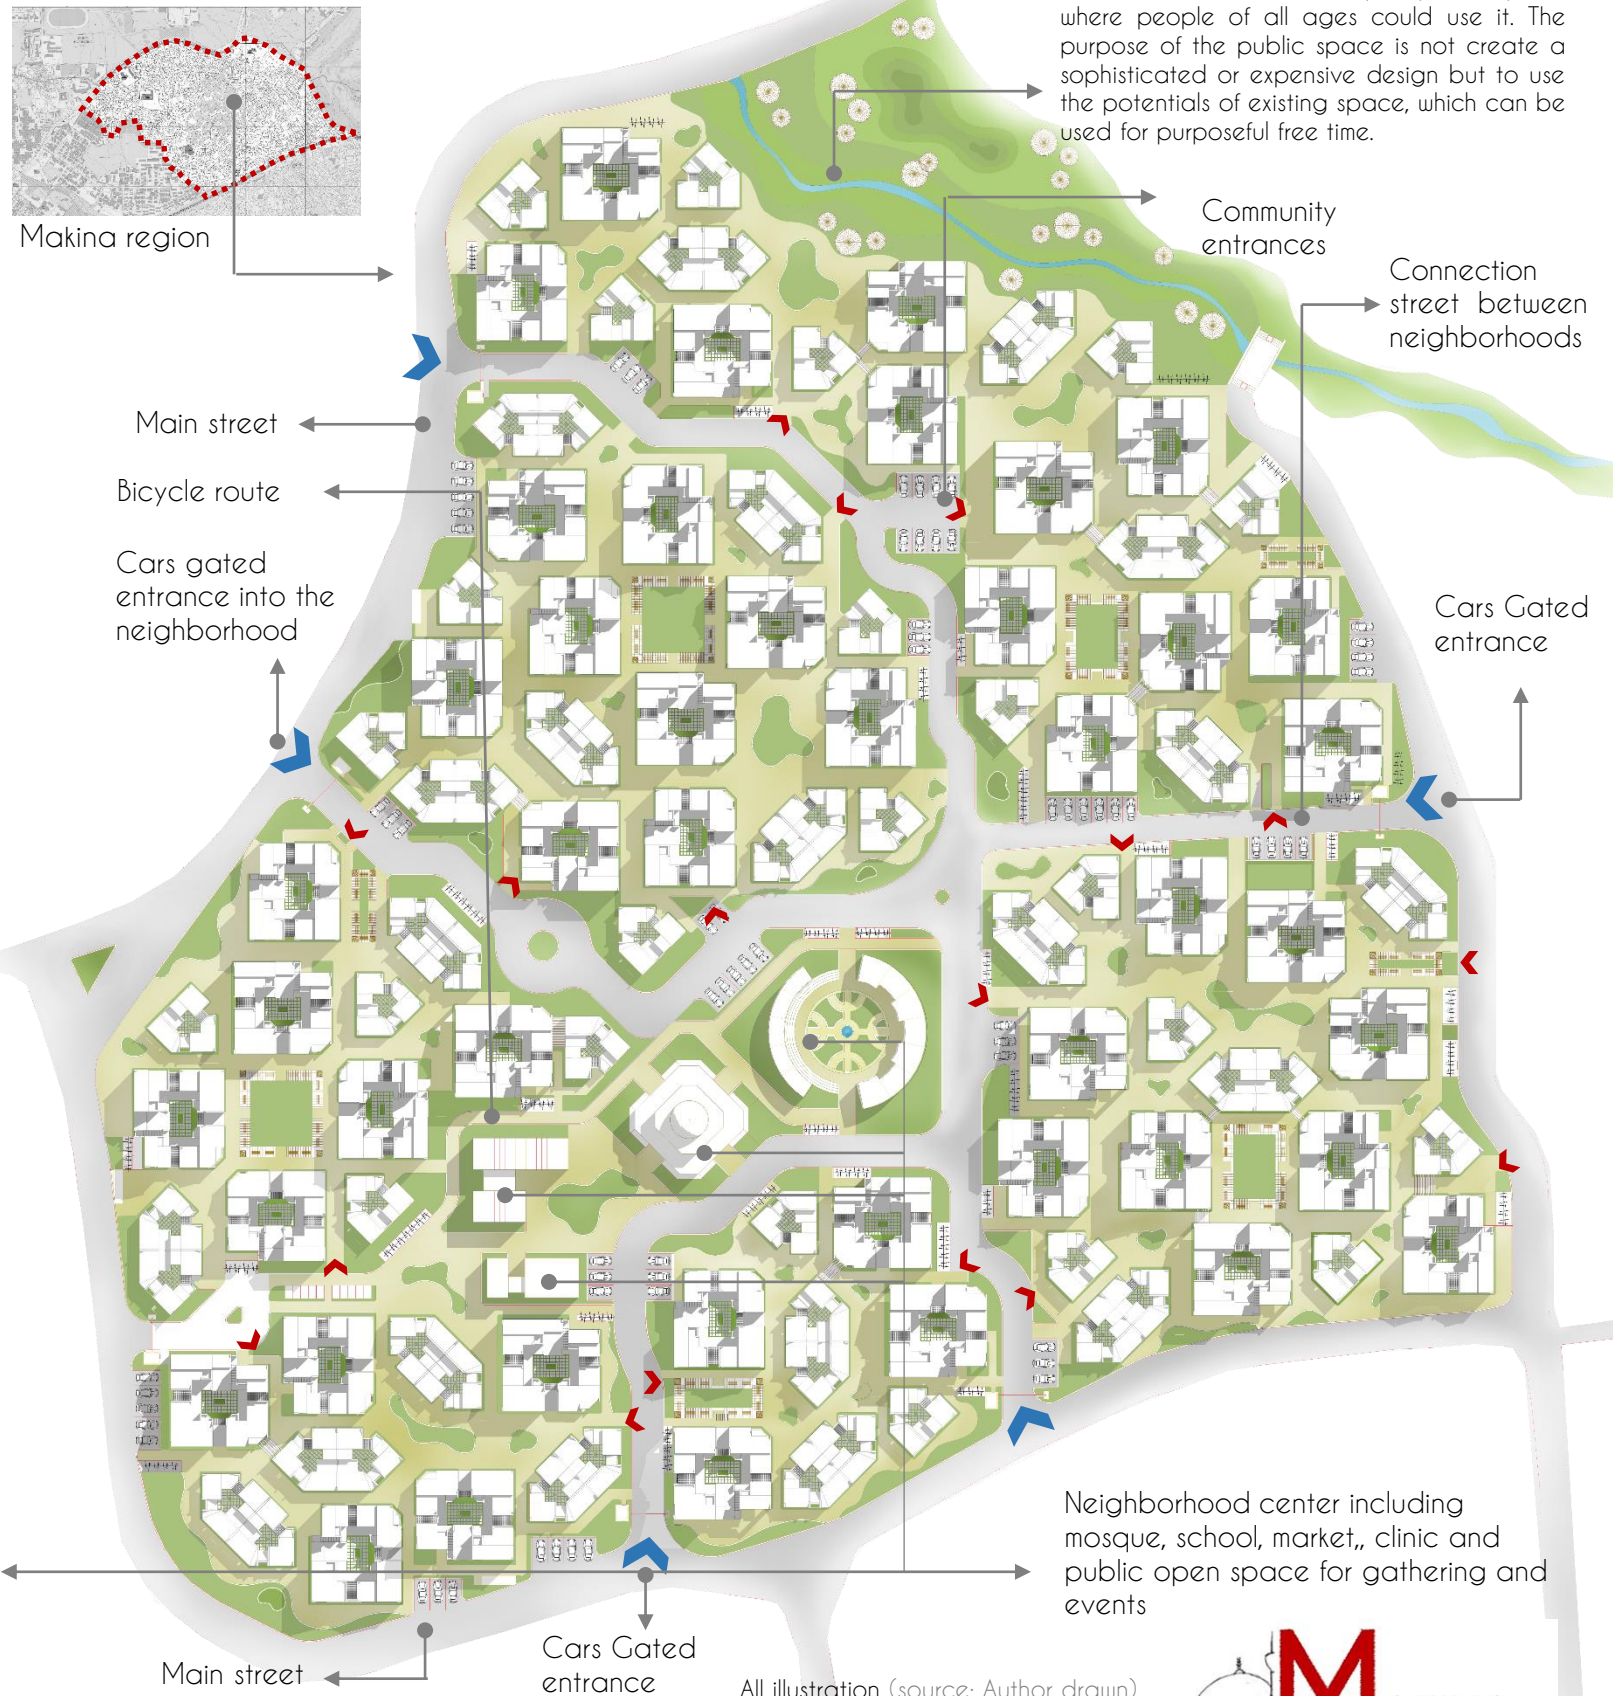 where people of all ages could use it. The
purpose of the public space is not create a
sophisticated or expensive design but to use
the potentials of existing space, which can be
used for purposeful free time.
Makina region
Community
entrances
Connection
street between
neighborhoods
Main street
Bicycle route
Cars gated
entrance into the
neighborhood
Cars Gated
entrance
Neighborhood center including
mosque, school, market,, clinic and
public open space for gathering and
events
Cars Gated
entrance
Main street
All illustration (source: Author drawn)
M